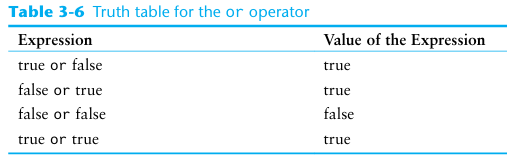 Table 3-6 Truth table for the or operator
Expression Value of the Expression
true or false true
false or true true
false or false false
true or true true